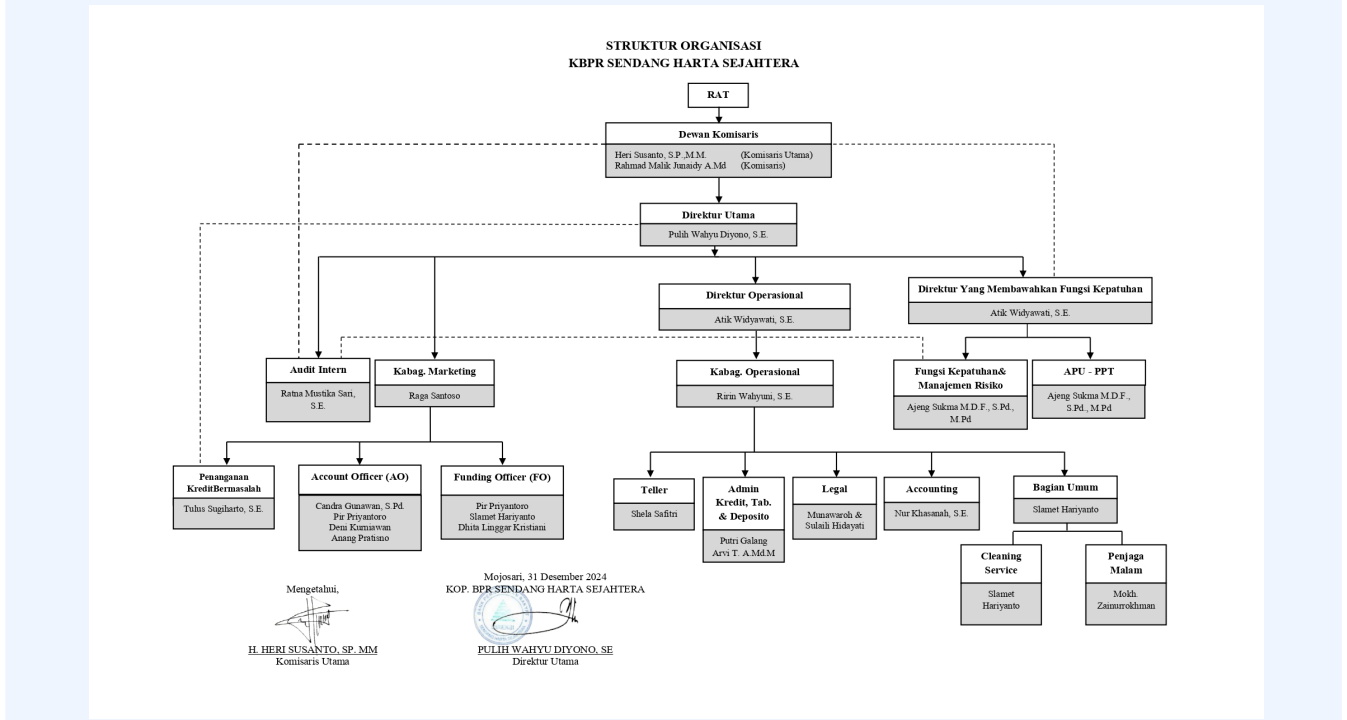 STRUKTUR ORGANISASI
KBPR SENDANG HARTA SEJAHTERA
RAT
Dewan Komisaris
Heri Susanto, S.P.,M.M. (Komisaris Utama)
Rahmad Malik Junaidy A.Md (Komisaris)
Direktur Utama
Pulih Wahyu Diyono, S.E.
Direktur Operasional
Atik Widyawati, S.E.
Direktur Yang Membawahkan Fungsi Kepatuhan
Atik Widyawati, S.E.
Audit Intern
Ratna Mustika Sari,
S.E.
Kabag. Marketing
Raga Santoso
Kabag. Operasional
Ririn Wahyuni, S.E.
Fungsi Kepatuhan&
Manajemen Risiko
Ajeng Sukma M.D.F., S.Pd.,
M.Pd
APU - PPT
Ajeng Sukma M.D.F.,
S.Pd., M.Pd
Penanganan
KreditBermasalah
Tulus Sugiharto, S.E.
Account Officer (AO)
Candra Gunawan, S.Pd.
Pir Priyantoro
Deni Kurniawan
Anang Pratisno
Funding Officer (FO)
Pir Priyantoro
Slamet Hariyanto
Dhita Linggar Kristiani
Teller
Shela Safitri
Admin
Kredit, Tab.
& Deposito
Putri Galang
Arvi T. A.Md.M
Legal
Munawaroh &
Sulaili Hidayati
Accounting
Nur Khasanah, S.E.
Bagian Umum
Slamet Hariyanto
Cleaning
Service
Slamet
Hariyanto
Penjaga
Malam
Mokh.
Zainurrokhman
Mengetahui,
H. HERI SUSANTO, SP. MM
Komisaris Utama
Mojosari, 31 Desember 2024
KOP. BPR SENDANG HARTA SEJAHTERA
PULIH WAHYU DIYONO, SE
Direktur Utama